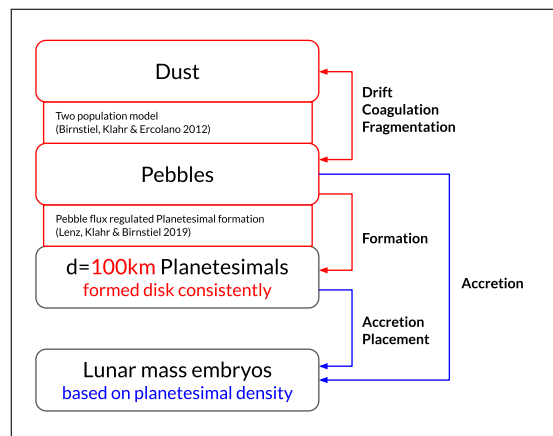 Dust
Two population model
(Birnstiel, Klahr & Ercolano 2012)
Drift
Coagulation
Fragmentation
Pebbles
Pebble flux regulated Planetesimal formation
(Lenz, Klahr & Birnstiel 2019)
Formation
d=100km Planetesimals
formed disk consistently
Accretion
Accretion
Placement
Lunar mass embryos
based on planetesimal density